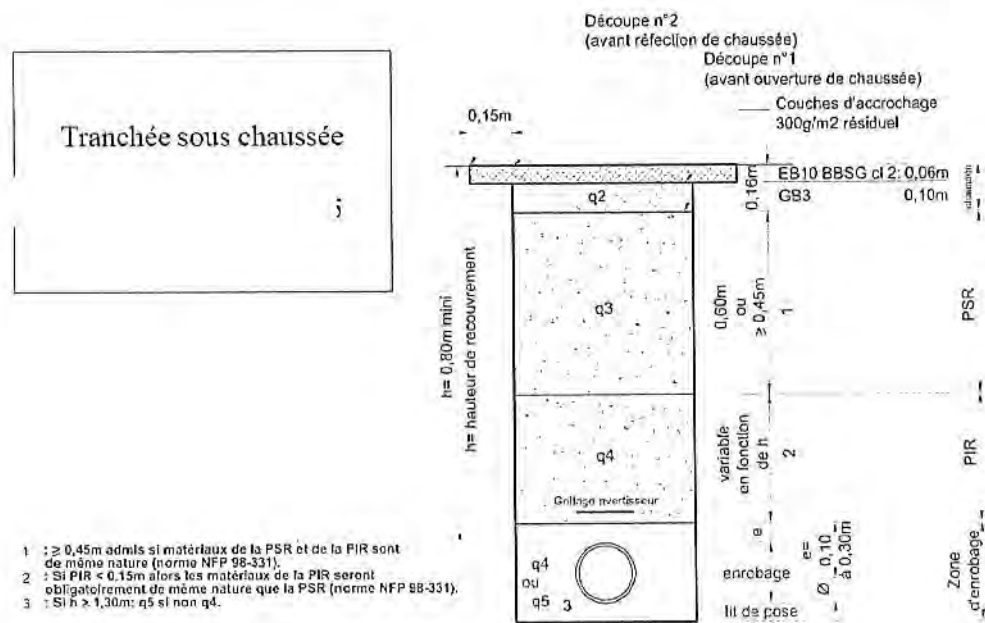 Découpe n°2
(avant réfection de chaussée)
Découpe n°1
(avant ouverture de chaussée)
Couches d'accrochage
300g/m2 résiduel
Tranchée sous chaussée
j
0,15m
EB10 BBSG cl 2: 0,06m
GB3 0,10m
0,16m
q2
h= 0,80m mini
h= hauteur de recouvrement
q3
0,60m
ou
≥ 0,45m
1
PSR
q4
variable
en fonction
de h
2
PIR
Grillage avertisseur
1 : ≥ 0,45m admis si matériaux de la PSR et de la PIR sont
de même nature (norme NFP 98-331).
2 : Si PIR < 0,15m alors les matériaux de la PIR seront
obligatoirement de même nature que la PSR (norme NFP 98-331).
3 : Si h ≥ 1,30m: q5 si non q4.
q4
ou
q5 3
e
enrobage
lit de pose
e=
Ø 0,10
à 0,30m
Zone
d'enrobage